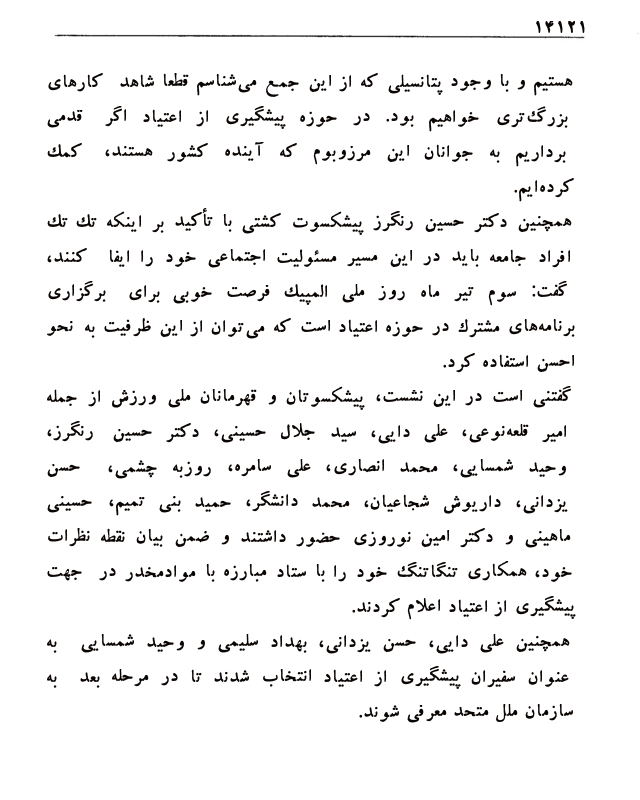 ۱۴۱۲۱
هستیم و با وجود پتانسیلی که از این جمع می‌شناسم قطعا شاهد کارهای
بزرگ‌تری خواهیم بود. در حوزه پیشگیری از اعتیاد اگر قدمی
برداریم به جوانان این مرزوبوم که آینده کشور هستند، کمك
کرده‌ایم.
همچنین دکتر حسین رنگرز پیشکسوت کشتی با تأکید بر اینکه تك تك
افراد جامعه باید در این مسیر مسئولیت اجتماعی خود را ایفا کنند،
گفت: سوم تیر ماه روز ملی المپیك فرصت خوبی برای برگزاری
برنامه‌های مشترك در حوزه اعتیاد است که می‌توان از این ظرفیت به نحو
احسن استفاده کرد.
گفتنی است در این نشست، پیشکسوتان و قهرمانان ملی ورزش از جمله
امیر قلعه‌نوعی، علی دایی، سید جلال حسینی، دکتر حسین رنگرز،
وحید شمسایی، محمد انصاری، علی سامره، روزبه چشمی، حسن
یزدانی، داریوش شجاعیان، محمد دانشگر، حمید بنی تمیم، حسینی
ماهینی و دکتر امین نوروزی حضور داشتند و ضمن بیان نقطه نظرات
خود، همکاری تنگاتنگ خود را با ستاد مبارزه با موادمخدر در جهت
پیشگیری از اعتیاد اعلام کردند.
همچنین علی دایی، حسن یزدانی، بهداد سلیمی و وحید شمسایی به
عنوان سفیران پیشگیری از اعتیاد انتخاب شدند تا در مرحله بعد به
سازمان ملل متحد معرفی شوند.